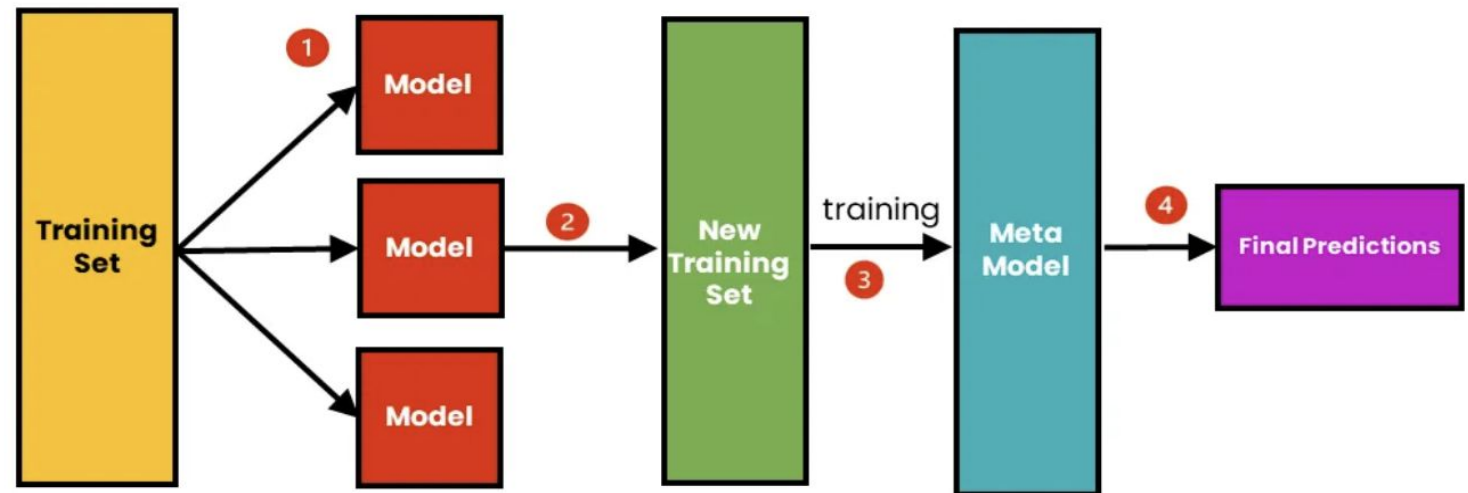 Training
Set
1
Model
Model
Model
2
New
Training
Set
training
3
Meta
Model
4
Final Predictions